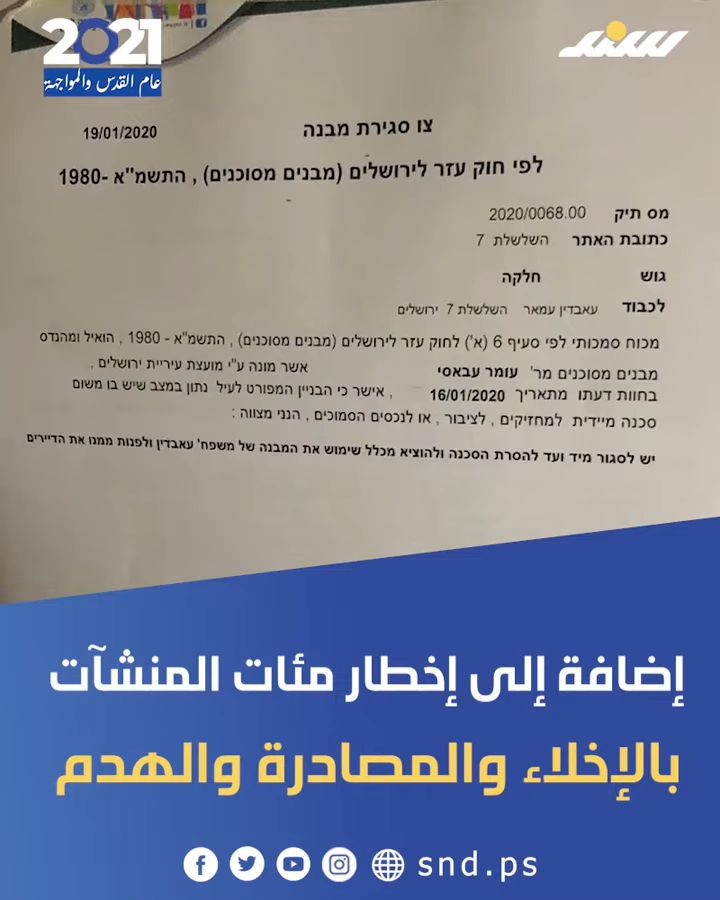 2021
عام القدس والمواجهة
سند
צו סגירת מבנה
19/01/2020
לפי חוק עזר לירושלים (מבנים מסוכנים) , התשמ"א -1980
מס תיק 2020/0068.00
כתובת האתר השלשלת 7
גוש חלקה
לכבוד עאבדין עמאר השלשלת 7 ירושלים
מכוח סמכותי לפי סעיף 6 (א') לחוק עזר לירושלים (מבנים מסוכנים) , התשמ"א - 1980 , הואיל ומהנדס
מבנים מסוכנים מר' עומר עבאסי אשר מונה ע"י מועצת עיריית ירושלים ,
בחוות דעתו מתאריך 16/01/2020 , אישר כי הבניין המפורט לעיל נתון במצב שיש בו משום
סכנה מיידית למחזיקים , לציבור , או לנכסים הסמוכים , הנני מצווה :
יש לסגור מיד ועד להסרת הסכנה ולהוציא מכלל שימוש את המבנה של משפח' עאבדין ולפנות ממנו את הדיירים
إضافة إلى إخطار مئات المنشآت
بالإخلاء والمصادرة والهدم
snd.ps